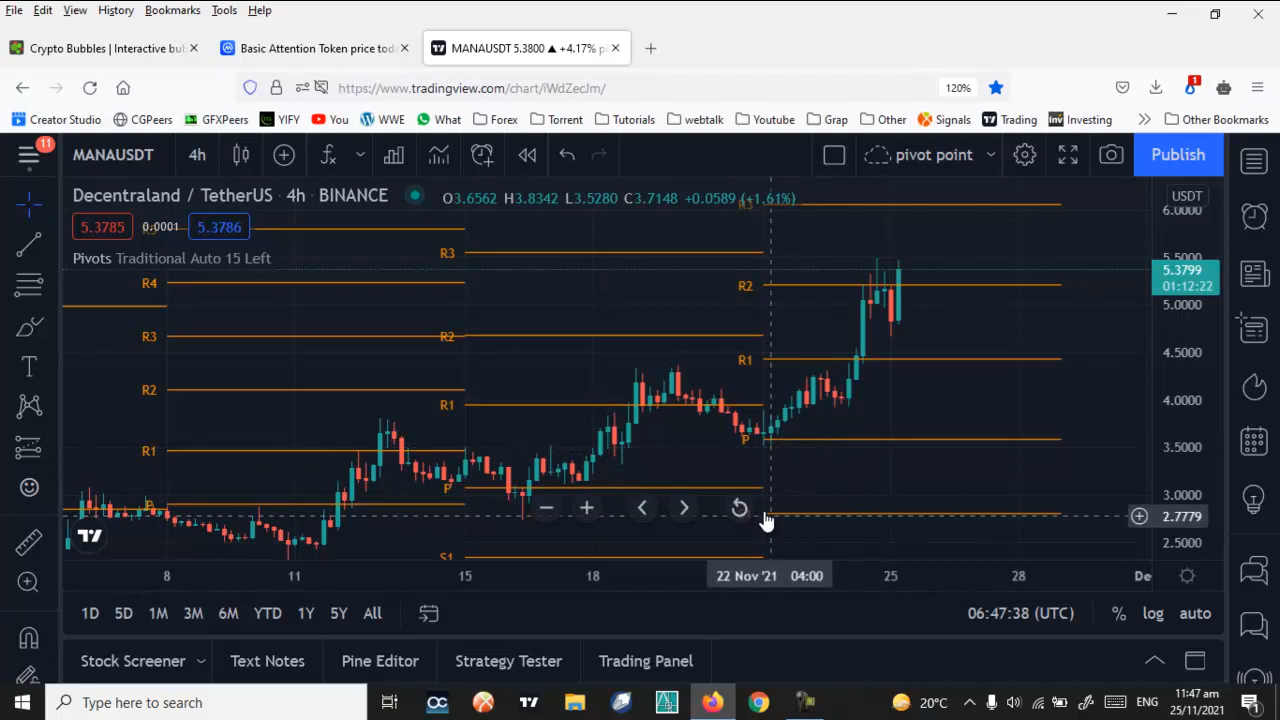 File Edit View History Bookmarks Tools Help
Crypto Bubbles | Interactive bub
Basic Attention Token price tod
MANAUSDT 5.3800 ▲ +4.17% p
https://www.tradingview.com/chart/iWdZecJm/
120%
1
Creator Studio CGPeers GFXPeers YIFY You WWE What Forex Torrent Tutorials webtalk Youtube Grap Other Signals Trading Investing Other Bookmarks
11
MANAUSDT 4h pivot point Publish
Decentraland / TetherUS · 4h · BINANCE
O3.6562 H3.8342 L3.5280 C3.7148 +0.0589 (+1.61%)
USDT
5.3785 0.0001 5.3786
Pivots Traditional Auto 15 Left
R3
6.0000
R3
5.5000
5.3799
01:12:22
R4
R2
5.0000
R3
R2
4.5000
R1
R2
R1
4.0000
P
3.5000
R1
P
3.0000
P
2.7779
2.5000
S1
8 11 15 18 22 Nov '21 04:00 25 28 De
1D 5D 1M 3M 6M YTD 1Y 5Y All
06:47:38 (UTC) % log auto
Stock Screener Text Notes Pine Editor Strategy Tester Trading Panel
Type here to search
20°C
ENG
11:47 am
25/11/2021
1